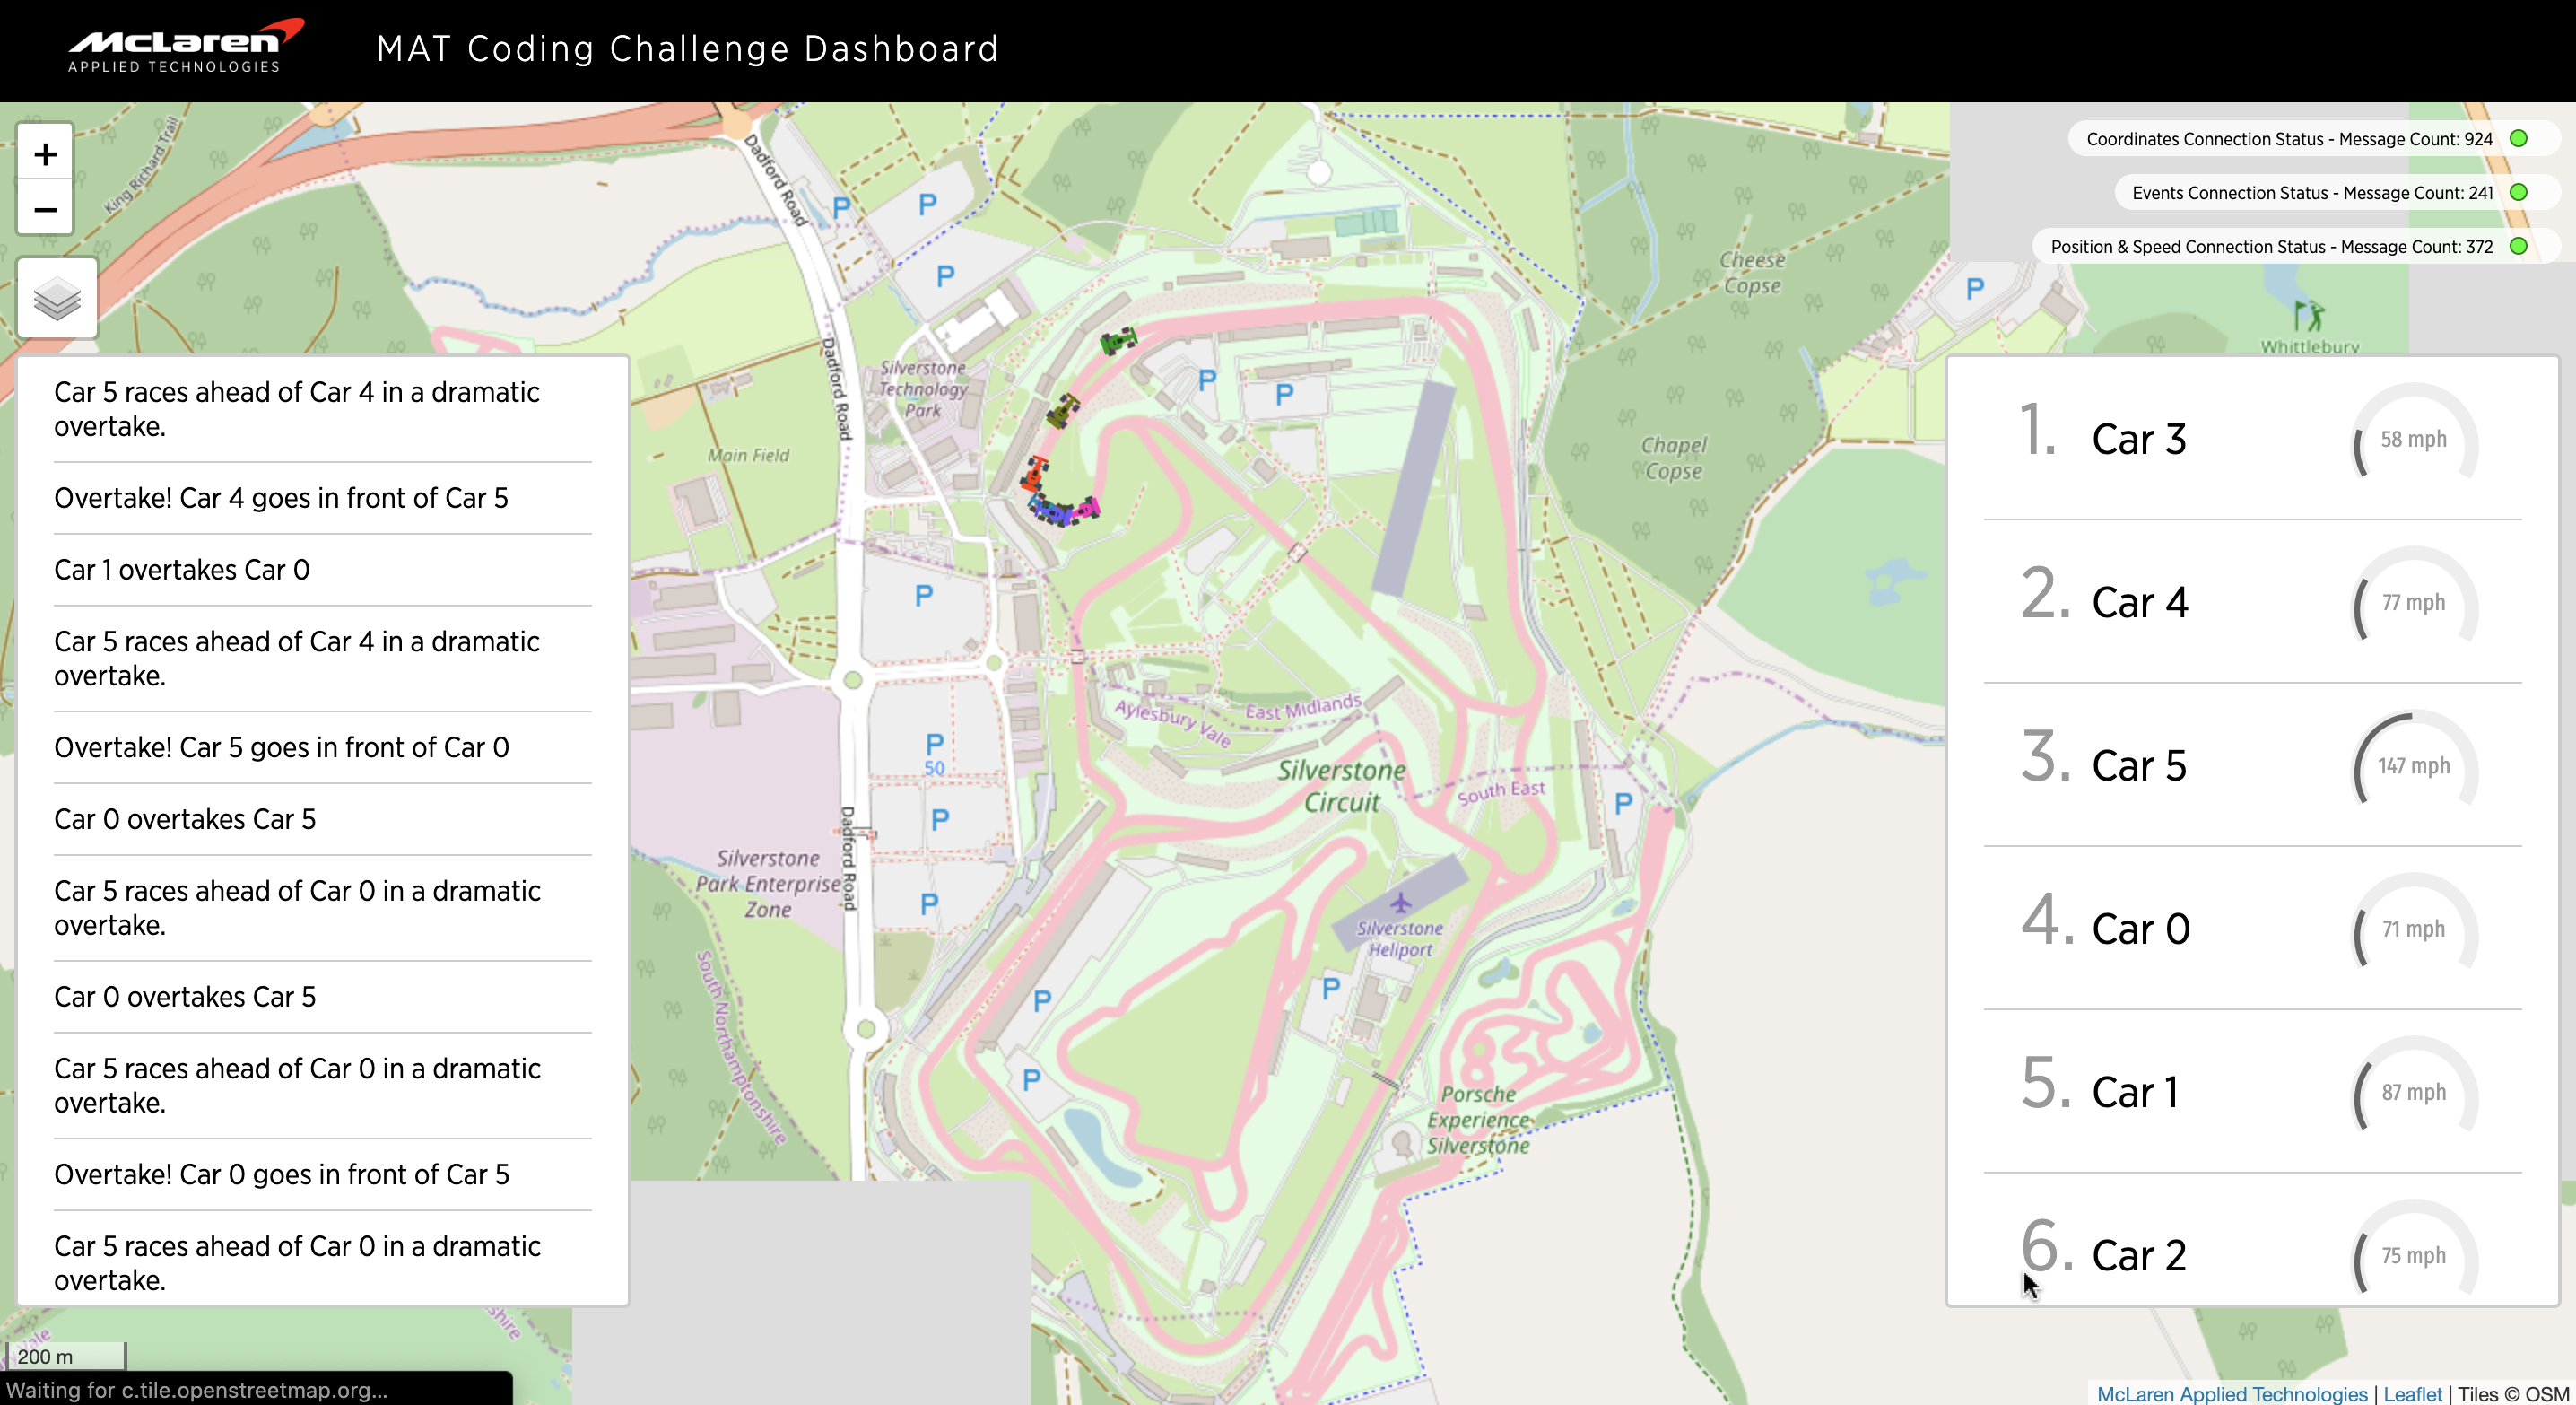 McLaren
APPLIED TECHNOLOGIES
MAT Coding Challenge Dashboard
+
−
Coordinates Connection Status - Message Count: 924
Events Connection Status - Message Count: 241
Position & Speed Connection Status - Message Count: 372
King Richard Trail
Dadford Road
P
P
P
Cheese
Copse
P
Whittlebury
Dadford Road
Silverstone
Technology
Park
P
P
Main Field
Chapel
Copse
P
Aylesbury Vale
East Midlands
P
50
Silverstone
Circuit
South East
P
P
Dadford Road
Silverstone
Park Enterprise
Zone
P
Silverstone
Heliport
P
P
P
South Northamptonshire
Porsche
Experience
Silverstone
Car 5 races ahead of Car 4 in a dramatic
overtake.
Overtake! Car 4 goes in front of Car 5
Car 1 overtakes Car 0
Car 5 races ahead of Car 4 in a dramatic
overtake.
Overtake! Car 5 goes in front of Car 0
Car 0 overtakes Car 5
Car 5 races ahead of Car 0 in a dramatic
overtake.
Car 0 overtakes Car 5
Car 5 races ahead of Car 0 in a dramatic
overtake.
Overtake! Car 0 goes in front of Car 5
Car 5 races ahead of Car 0 in a dramatic
overtake.
1. Car 3 58 mph
2. Car 4 77 mph
3. Car 5 147 mph
4. Car 0 71 mph
5. Car 1 87 mph
6. Car 2 75 mph
200 m
Waiting for c.tile.openstreetmap.org...
McLaren Applied Technologies | Leaflet | Tiles © OSM